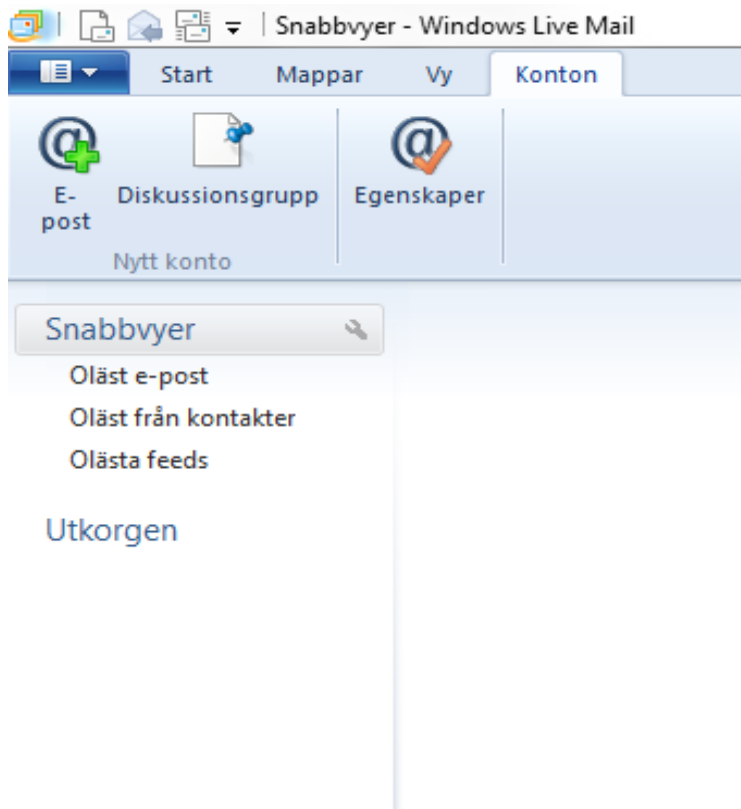 Snabbvyer - Windows Live Mail
Start Mappar Vy Konton
E-
post
Diskussionsgrupp
Egenskaper
Nytt konto
Snabbvyer
Oläst e-post
Oläst från kontakter
Olästa feeds
Utkorgen